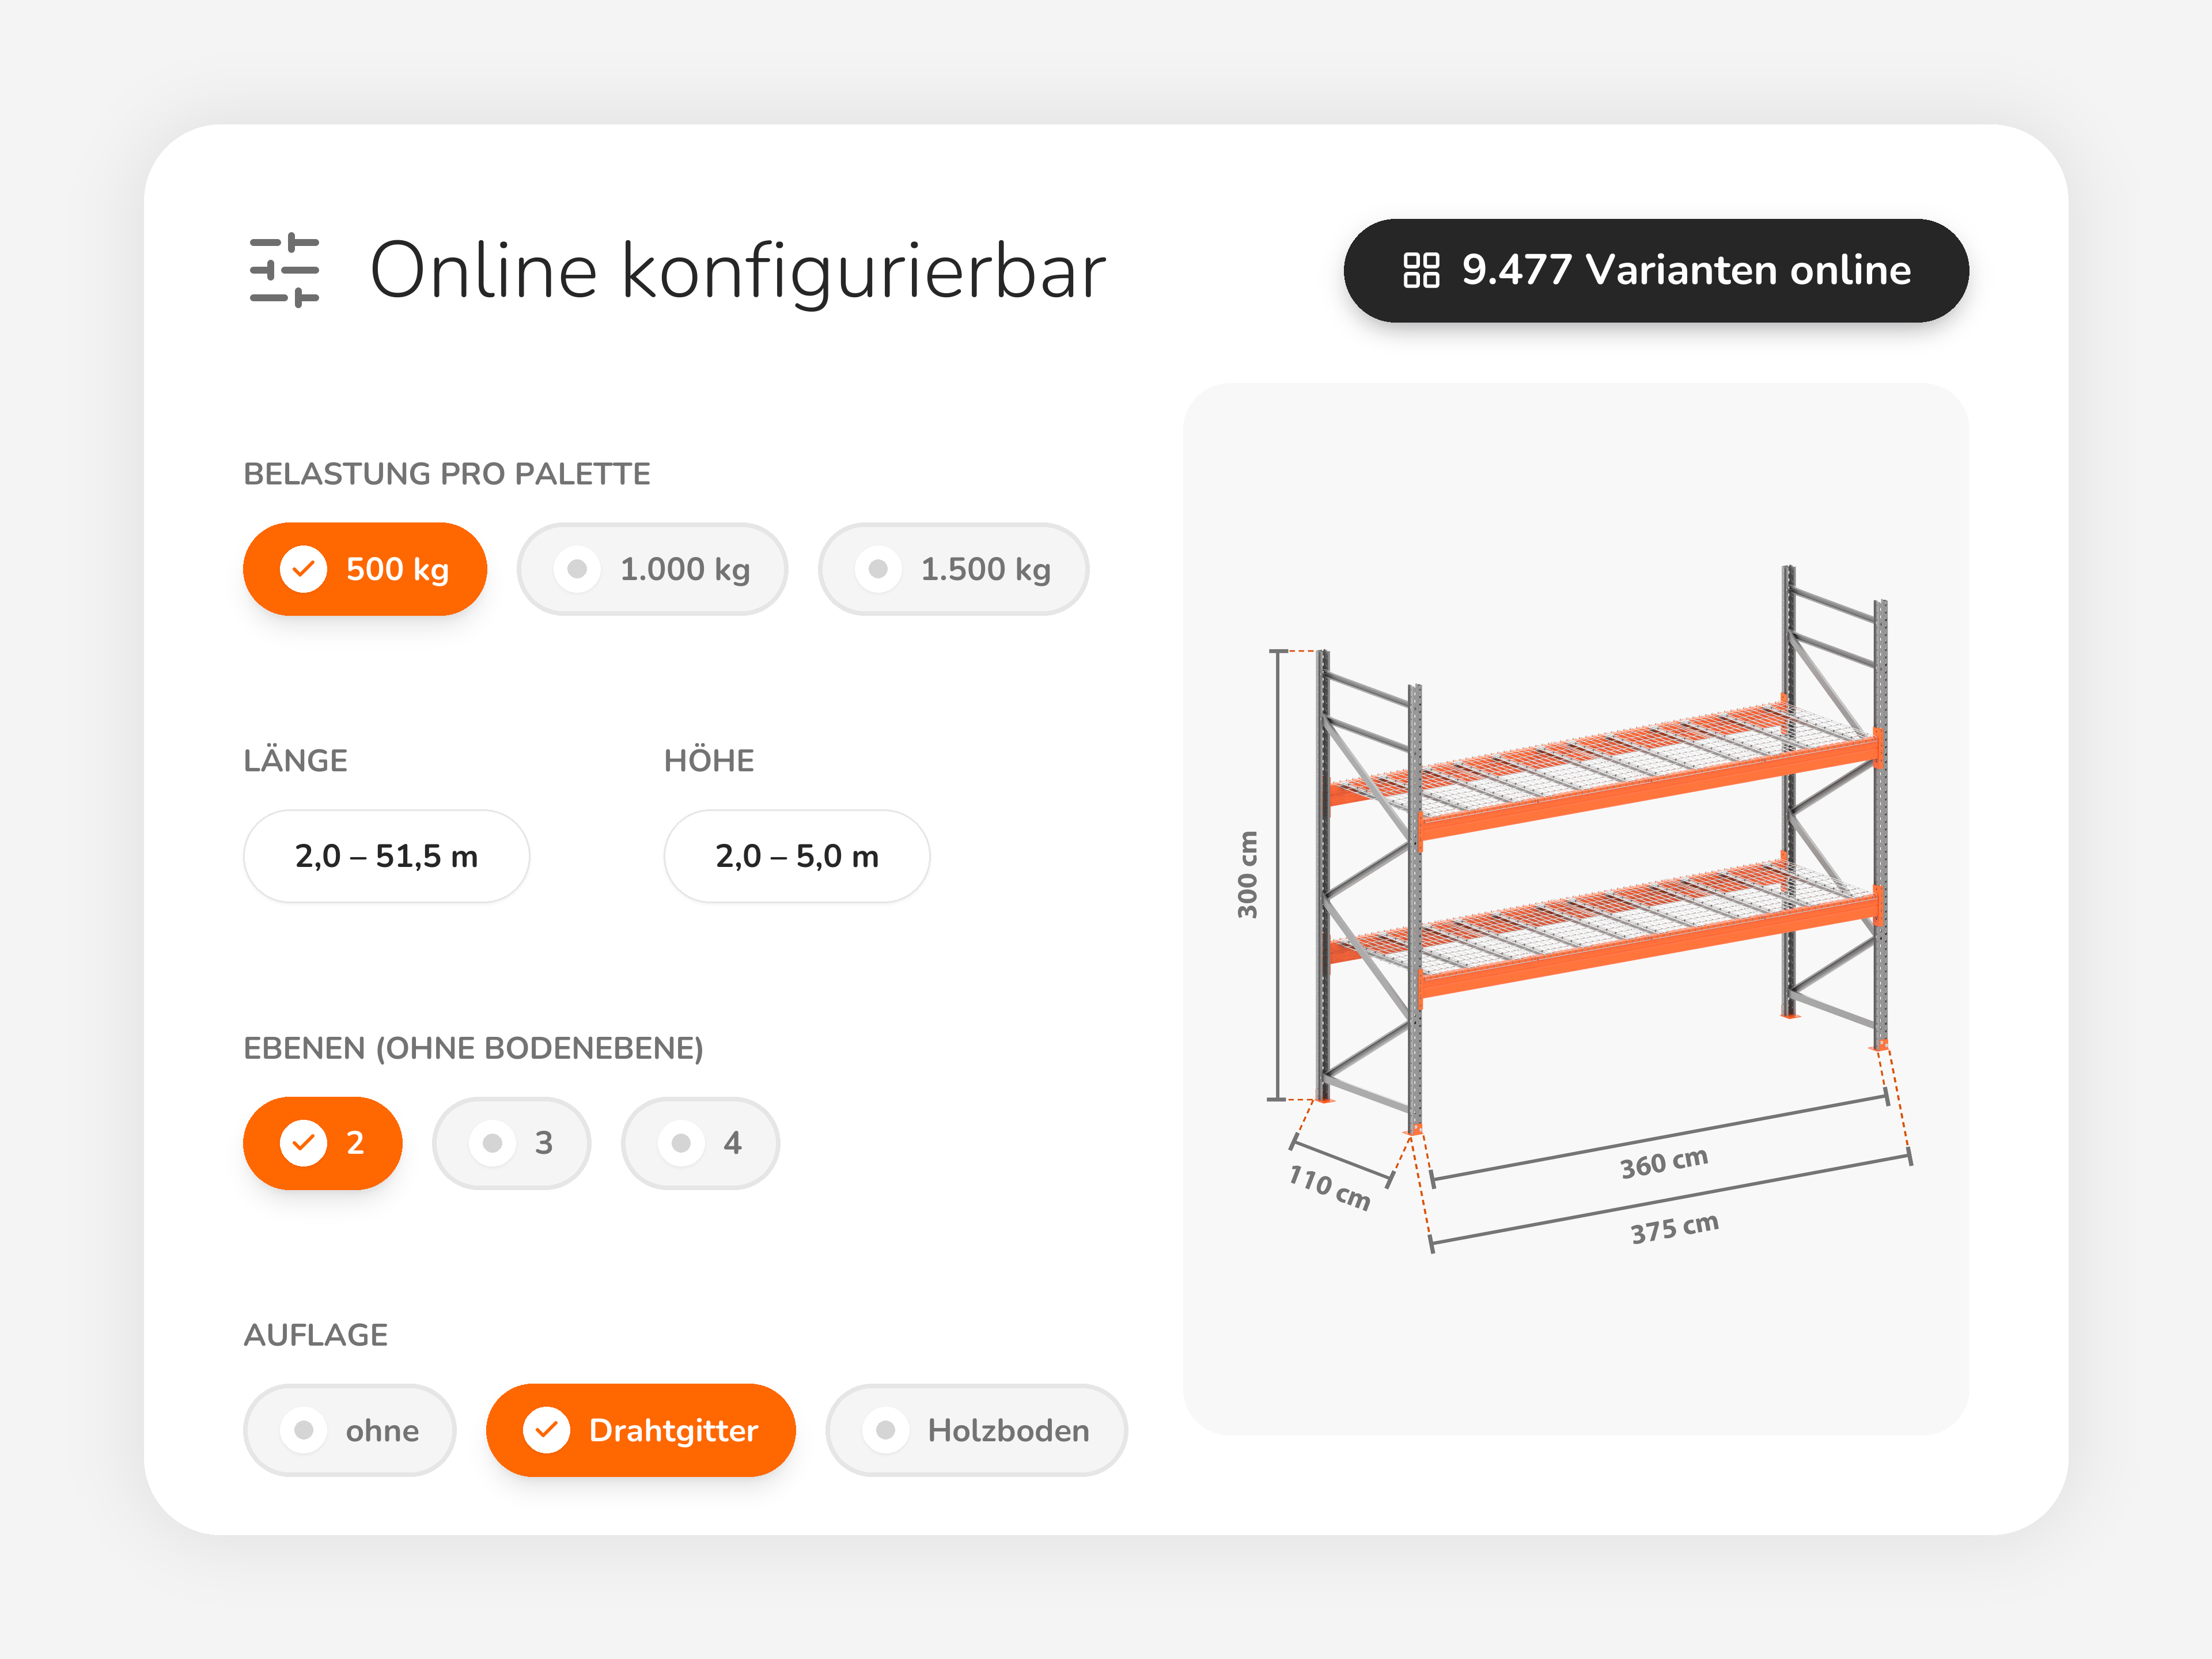 Online konfigurierbar
9.477 Varianten online
BELASTUNG PRO PALETTE
500 kg
1.000 kg
1.500 kg
LÄNGE
HÖHE
2,0 – 51,5 m
2,0 – 5,0 m
EBENEN (OHNE BODENEBENE)
2
3
4
AUFLAGE
ohne
Drahtgitter
Holzboden
300 cm
110 cm
360 cm
375 cm